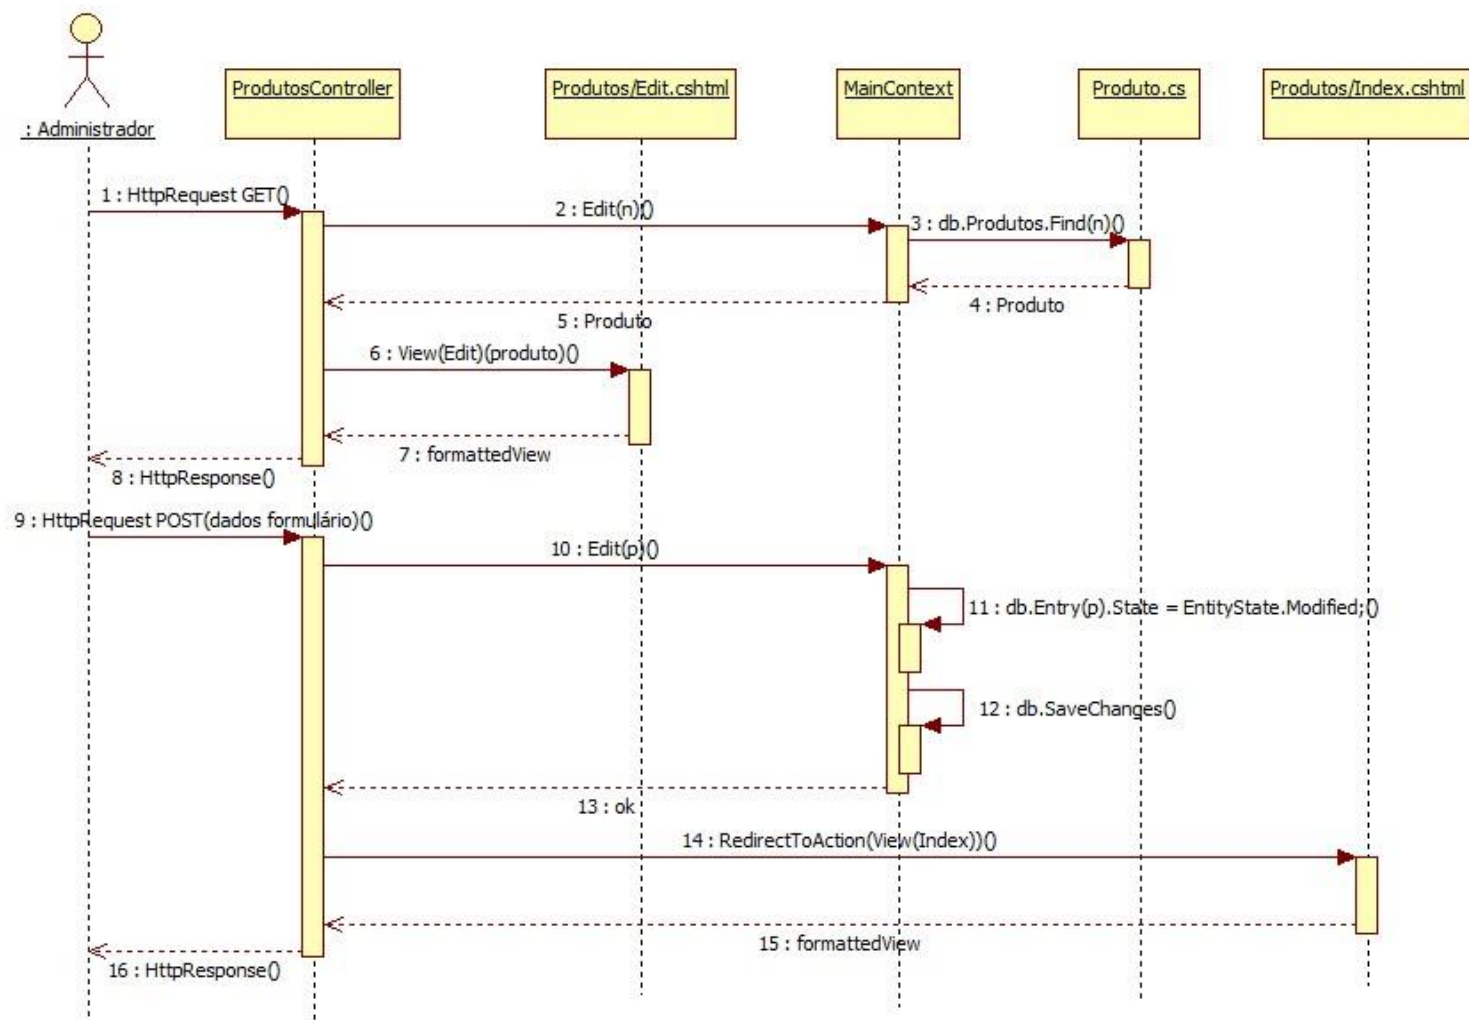 : Administrador
ProdutosController
Produtos/Edit.cshtml
MainContext
Produto.cs
Produtos/Index.cshtml
1 : HttpRequest GET()
2 : Edit(n)()
3 : db.Produtos.Find(n)()
4 : Produto
5 : Produto
6 : View(Edit)(produto)()
7 : formattedView
8 : HttpResponse()
9 : HttpRequest POST(dados formulário)()
10 : Edit(p)()
11 : db.Entry(p).State = EntityState.Modified;()
12 : db.SaveChanges()
13 : ok
14 : RedirectToAction(View(Index))()
15 : formattedView
16 : HttpResponse()